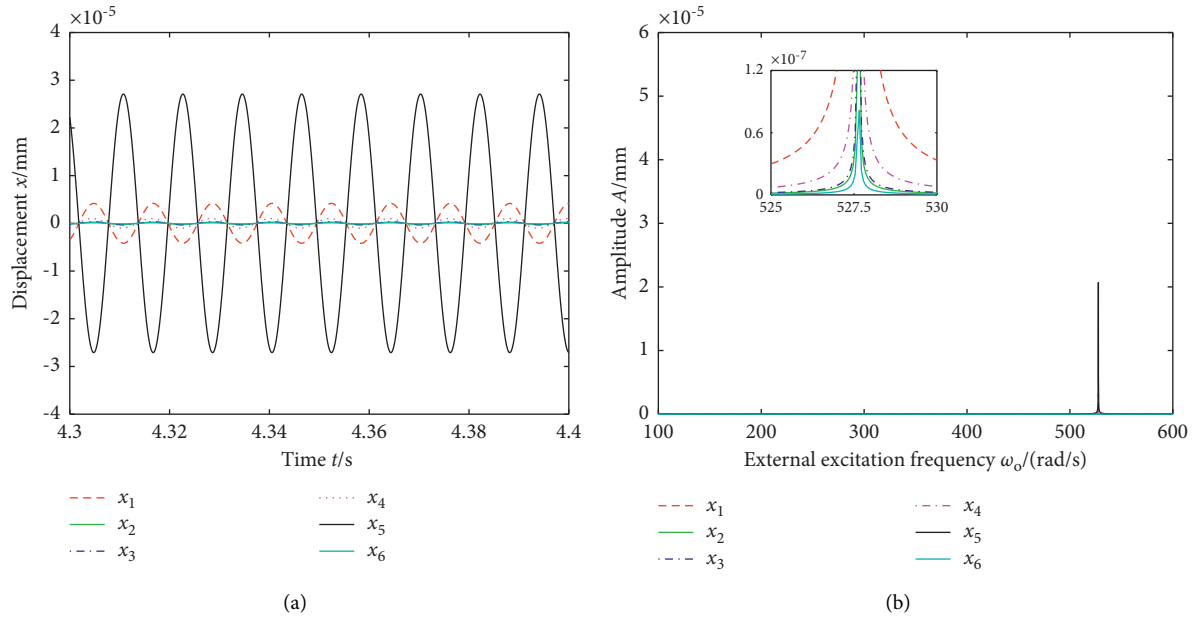 ×10⁻⁵
4
3
2
1
0
-1
-2
-3
-4
Displacement x/mm
4.3 4.32 4.34 4.36 4.38 4.4
Time t/s
x₁ x₄
x₂ x₅
x₃ x₆
(a)
×10⁻⁵
6
5
4
3
2
1
0
Amplitude A/mm
×10⁻⁷
1.2
0.6
0
525 527.5 530
100 200 300 400 500 600
External excitation frequency ωₒ/(rad/s)
x₁ x₄
x₂ x₅
x₃ x₆
(b)